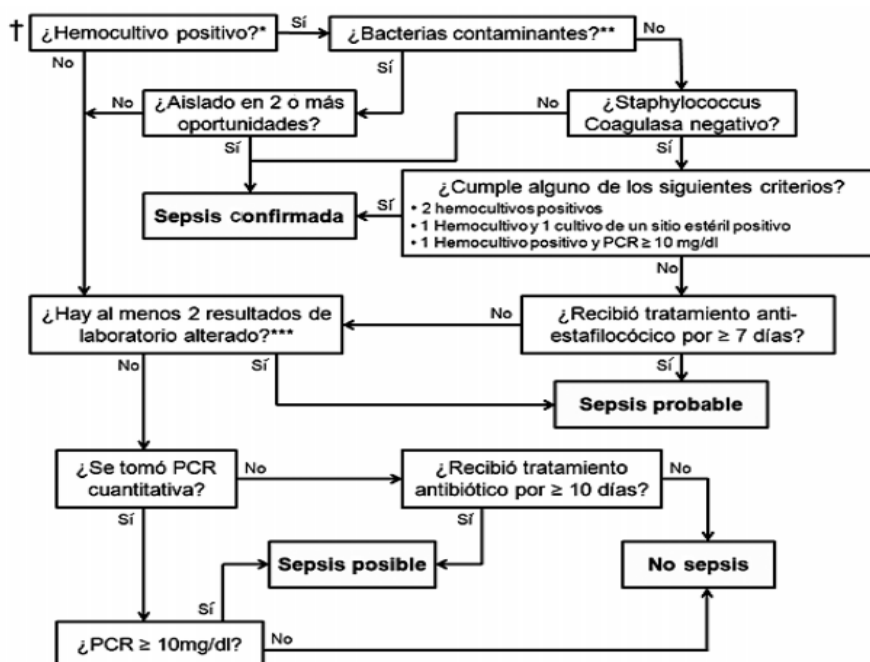 † ¿Hemocultivo positivo?*
Sí
¿Bacterias contaminantes?**
No
No
Sí
¿Aislado en 2 o más
oportunidades?
No
Sí
No
¿Staphylococcus
Coagulasa negativo?
Sí
Sepsis confirmada
Sí
¿Cumple alguno de los siguientes criterios?
• 2 hemocultivos positivos
• 1 Hemocultivo y 1 cultivo de un sitio estéril positivo
• 1 Hemocultivo positivo y PCR ≥ 10 mg/dl
No
¿Hay al menos 2 resultados de
laboratorio alterado?***
No
¿Recibió tratamiento anti-
estafilocócico por ≥ 7 días?
No
Sí
Sí
Sepsis probable
¿Se tomó PCR
cuantitativa?
No
¿Recibió tratamiento
antibiótico por ≥ 10 días?
No
Sí
Sí
Sepsis posible
No sepsis
Sí
¿PCR ≥ 10mg/dl?
No